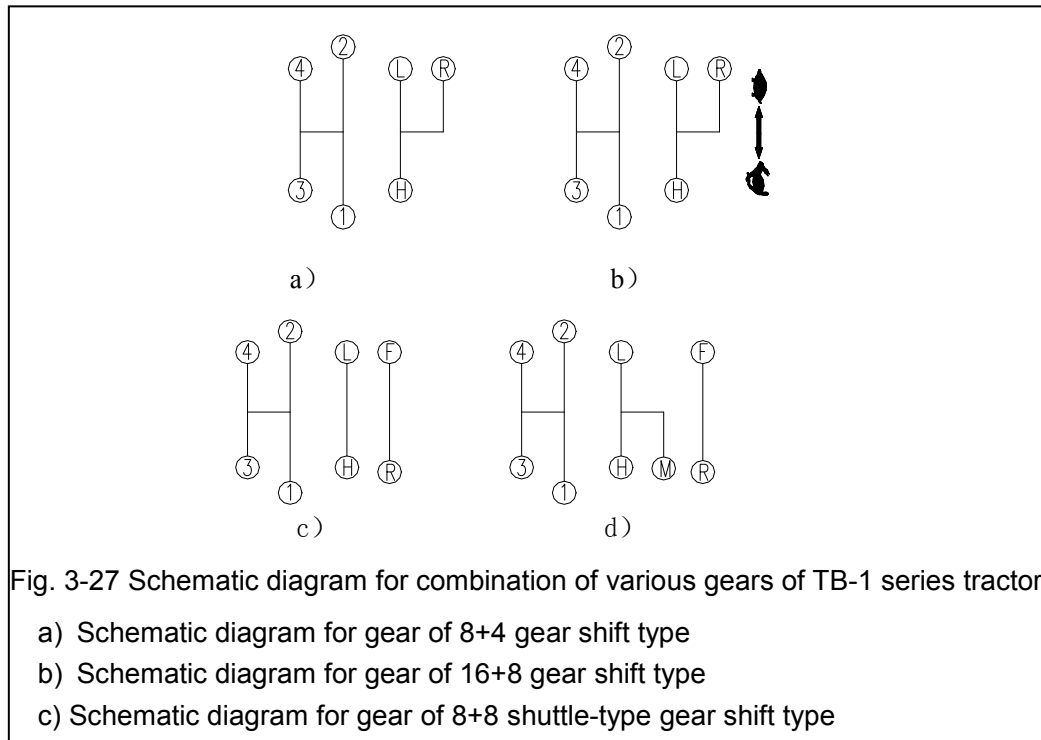 2 2
4 L R 4 L R
3 H 3 H
1 1
a） b）
2 2
4 L F 4 L F
3 H R 3 H M R
1 1
c） d）
Fig. 3-27 Schematic diagram for combination of various gears of TB-1 series tractor
a) Schematic diagram for gear of 8+4 gear shift type
b) Schematic diagram for gear of 16+8 gear shift type
c) Schematic diagram for gear of 8+8 shuttle-type gear shift type